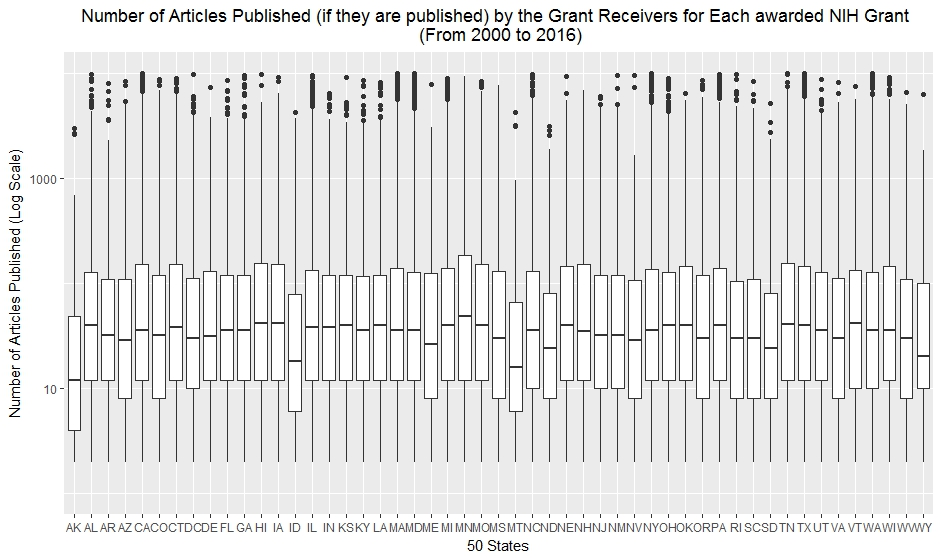 Number of Articles Published (if they are published) by the Grant Receivers for Each awarded NIH Grant
(From 2000 to 2016)
Number of Articles Published (Log Scale)
1000
10
AK AL AR AZ CA CO CT DC DE FL GA HI IA ID IL IN KS KY LA MA MD ME MI MN MO MS MT NC ND NE NH NJ NM NV NY OH OK OR PA RI SC SD TN TX UT VA VT WA WI WV WY
50 States